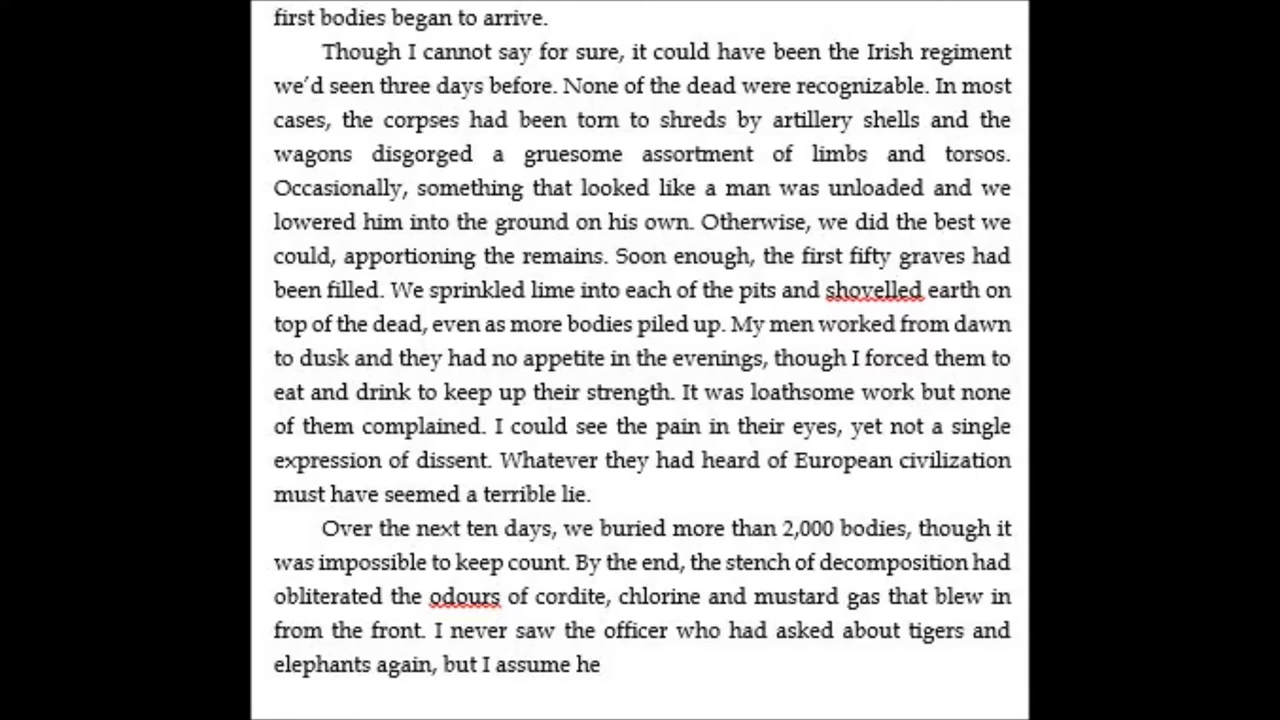 first bodies began to arrive.
Though I cannot say for sure, it could have been the Irish regiment
we’d seen three days before. None of the dead were recognizable. In most
cases, the corpses had been torn to shreds by artillery shells and the
wagons disgorged a gruesome assortment of limbs and torsos.
Occasionally, something that looked like a man was unloaded and we
lowered him into the ground on his own. Otherwise, we did the best we
could, apportioning the remains. Soon enough, the first fifty graves had
been filled. We sprinkled lime into each of the pits and shovelled earth on
top of the dead, even as more bodies piled up. My men worked from dawn
to dusk and they had no appetite in the evenings, though I forced them to
eat and drink to keep up their strength. It was loathsome work but none
of them complained. I could see the pain in their eyes, yet not a single
expression of dissent. Whatever they had heard of European civilization
must have seemed a terrible lie.
Over the next ten days, we buried more than 2,000 bodies, though it
was impossible to keep count. By the end, the stench of decomposition had
obliterated the odours of cordite, chlorine and mustard gas that blew in
from the front. I never saw the officer who had asked about tigers and
elephants again, but I assume he